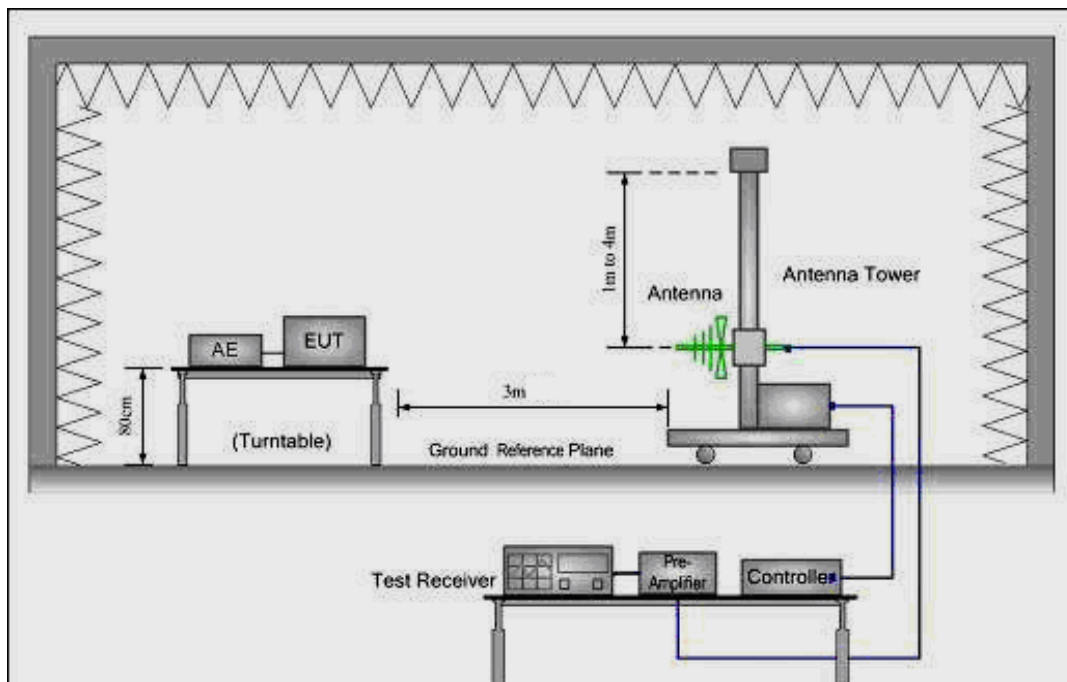 1m to 4m
Antenna Tower
Antenna
AE
EUT
80cm
3m
(Turntable)
Ground Reference Plane
Test Receiver
Pre-
Amplifier
Controller